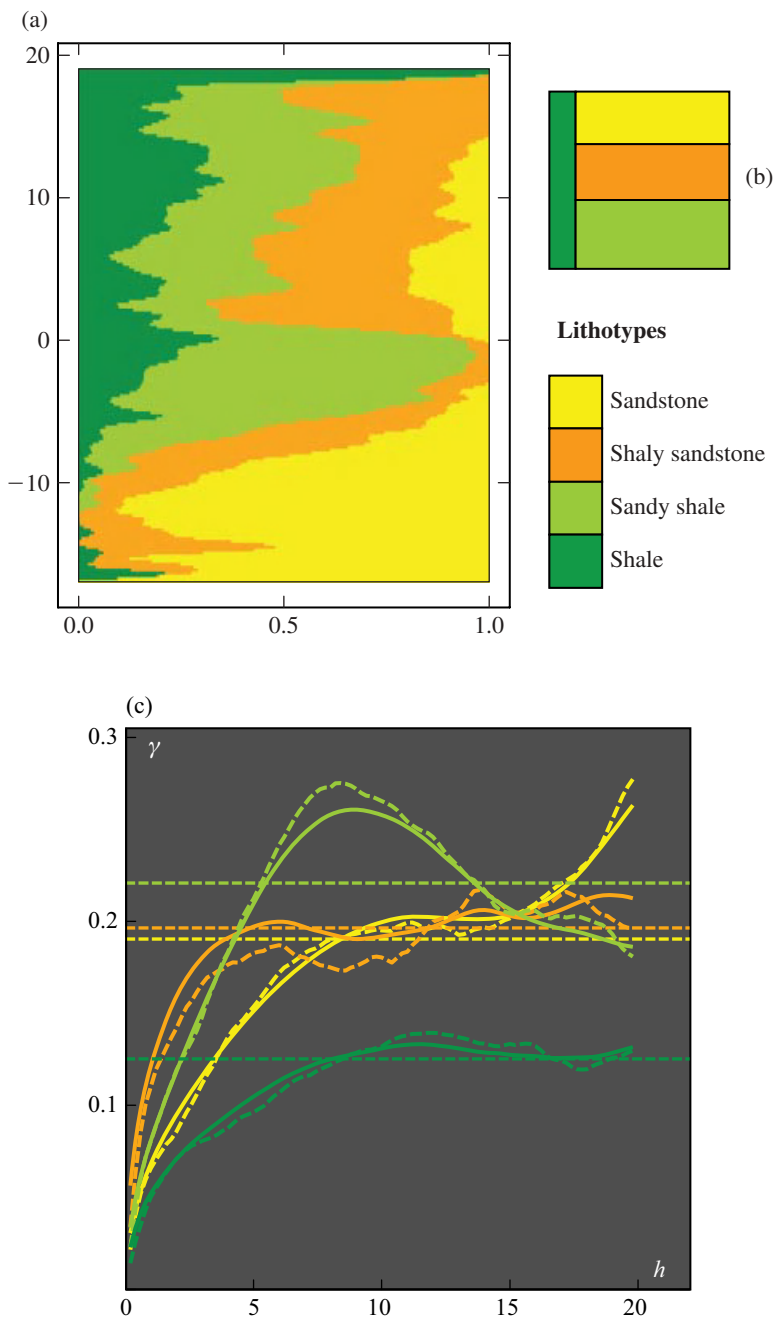 (a)
20
10
0
−10
0.0 0.5 1.0
(b)
Lithotypes
Sandstone
Shaly sandstone
Sandy shale
Shale
(c)
0.3
γ
0.2
0.1
h
0 5 10 15 20